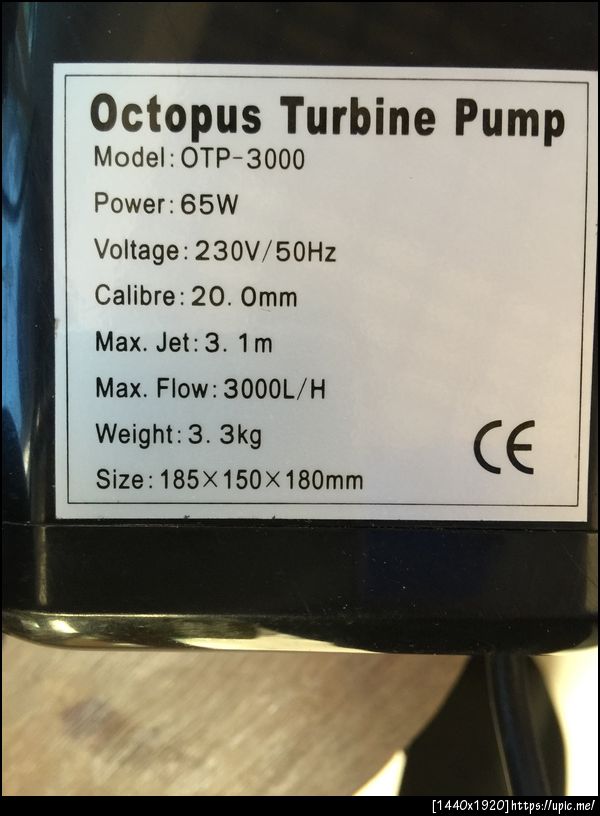 Octopus Turbine Pump
Model: OTP-3000
Power: 65W
Voltage: 230V/50Hz
Calibre: 20. 0mm
Max. Jet: 3. 1m
Max. Flow: 3000L/H
Weight: 3. 3kg
CE
Size: 185×150×180mm
[1440x1920]https://upic.me/